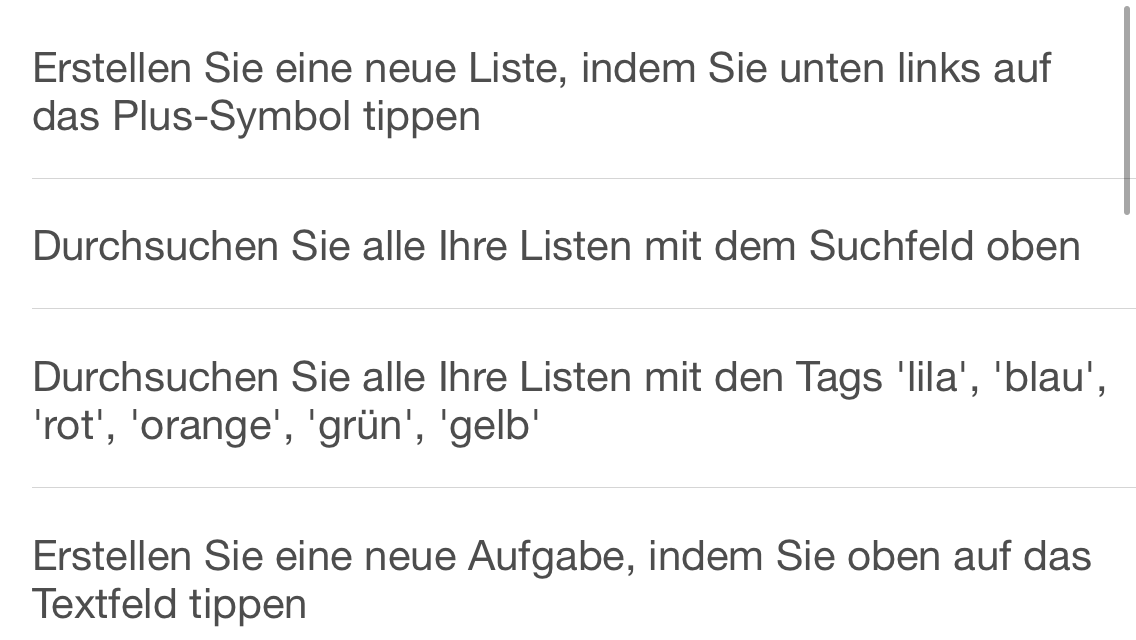 Erstellen Sie eine neue Liste, indem Sie unten links auf
das Plus-Symbol tippen
Durchsuchen Sie alle Ihre Listen mit dem Suchfeld oben
Durchsuchen Sie alle Ihre Listen mit den Tags 'lila', 'blau',
'rot', 'orange', 'grün', 'gelb'
Erstellen Sie eine neue Aufgabe, indem Sie oben auf das
Textfeld tippen